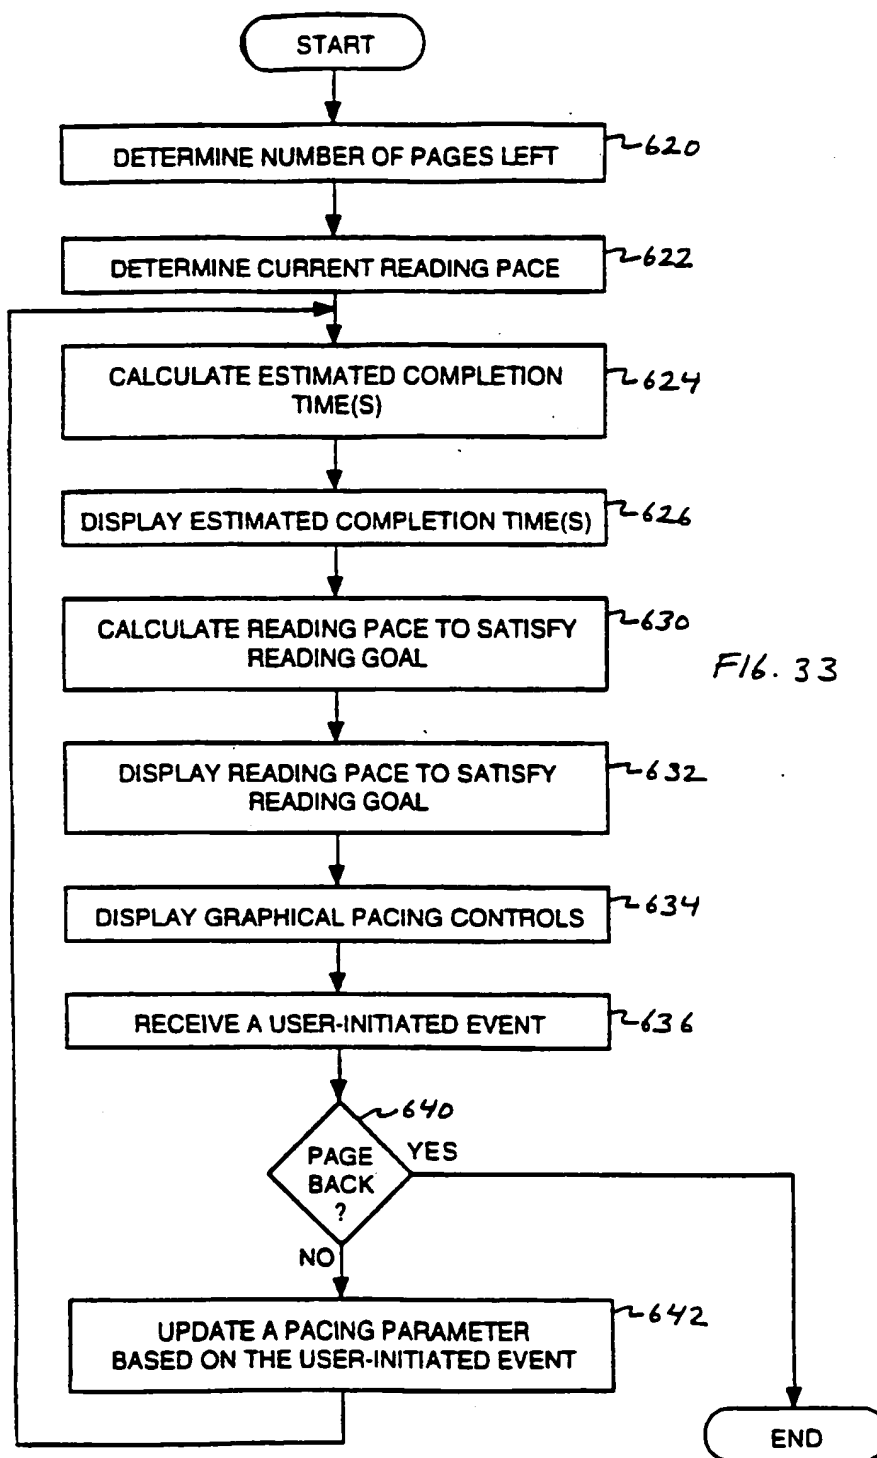 START
DETERMINE NUMBER OF PAGES LEFT
620
DETERMINE CURRENT READING PACE
622
CALCULATE ESTIMATED COMPLETION
TIME(S)
624
DISPLAY ESTIMATED COMPLETION TIME(S)
626
CALCULATE READING PACE TO SATISFY
READING GOAL
630
FIG. 33
DISPLAY READING PACE TO SATISFY
READING GOAL
632
DISPLAY GRAPHICAL PACING CONTROLS
634
RECEIVE A USER-INITIATED EVENT
636
640
PAGE
BACK
?
YES
NO
UPDATE A PACING PARAMETER
BASED ON THE USER-INITIATED EVENT
642
END